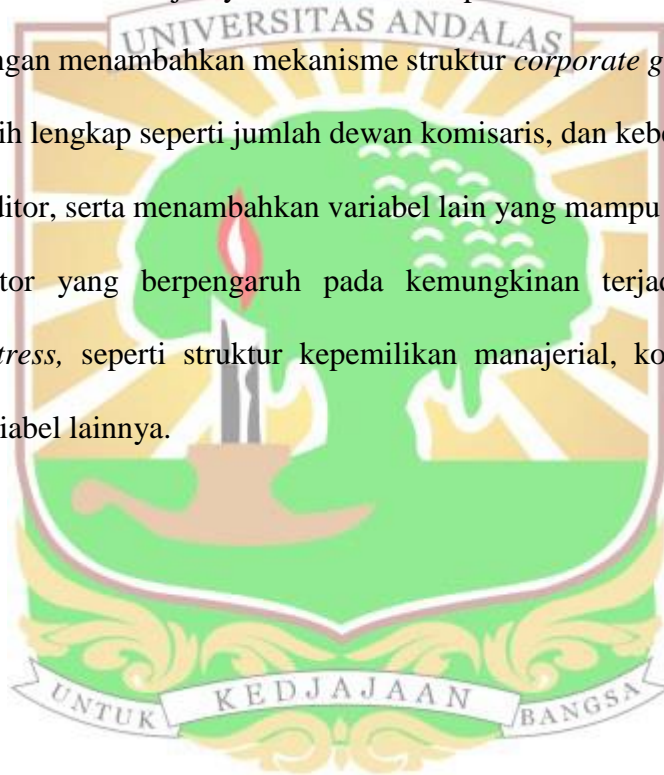 UNIVERSITAS ANDALAS
ngan menambahkan mekanisme struktur corporate g
ih lengkap seperti jumlah dewan komisaris, dan kebe
ditor, serta menambahkan variabel lain yang mampu
tor yang berpengaruh pada kemungkinan terjad
tress, seperti struktur kepemilikan manajerial, ko
iabel lainnya.
UNTUK KEDJAJAAN BANGSA